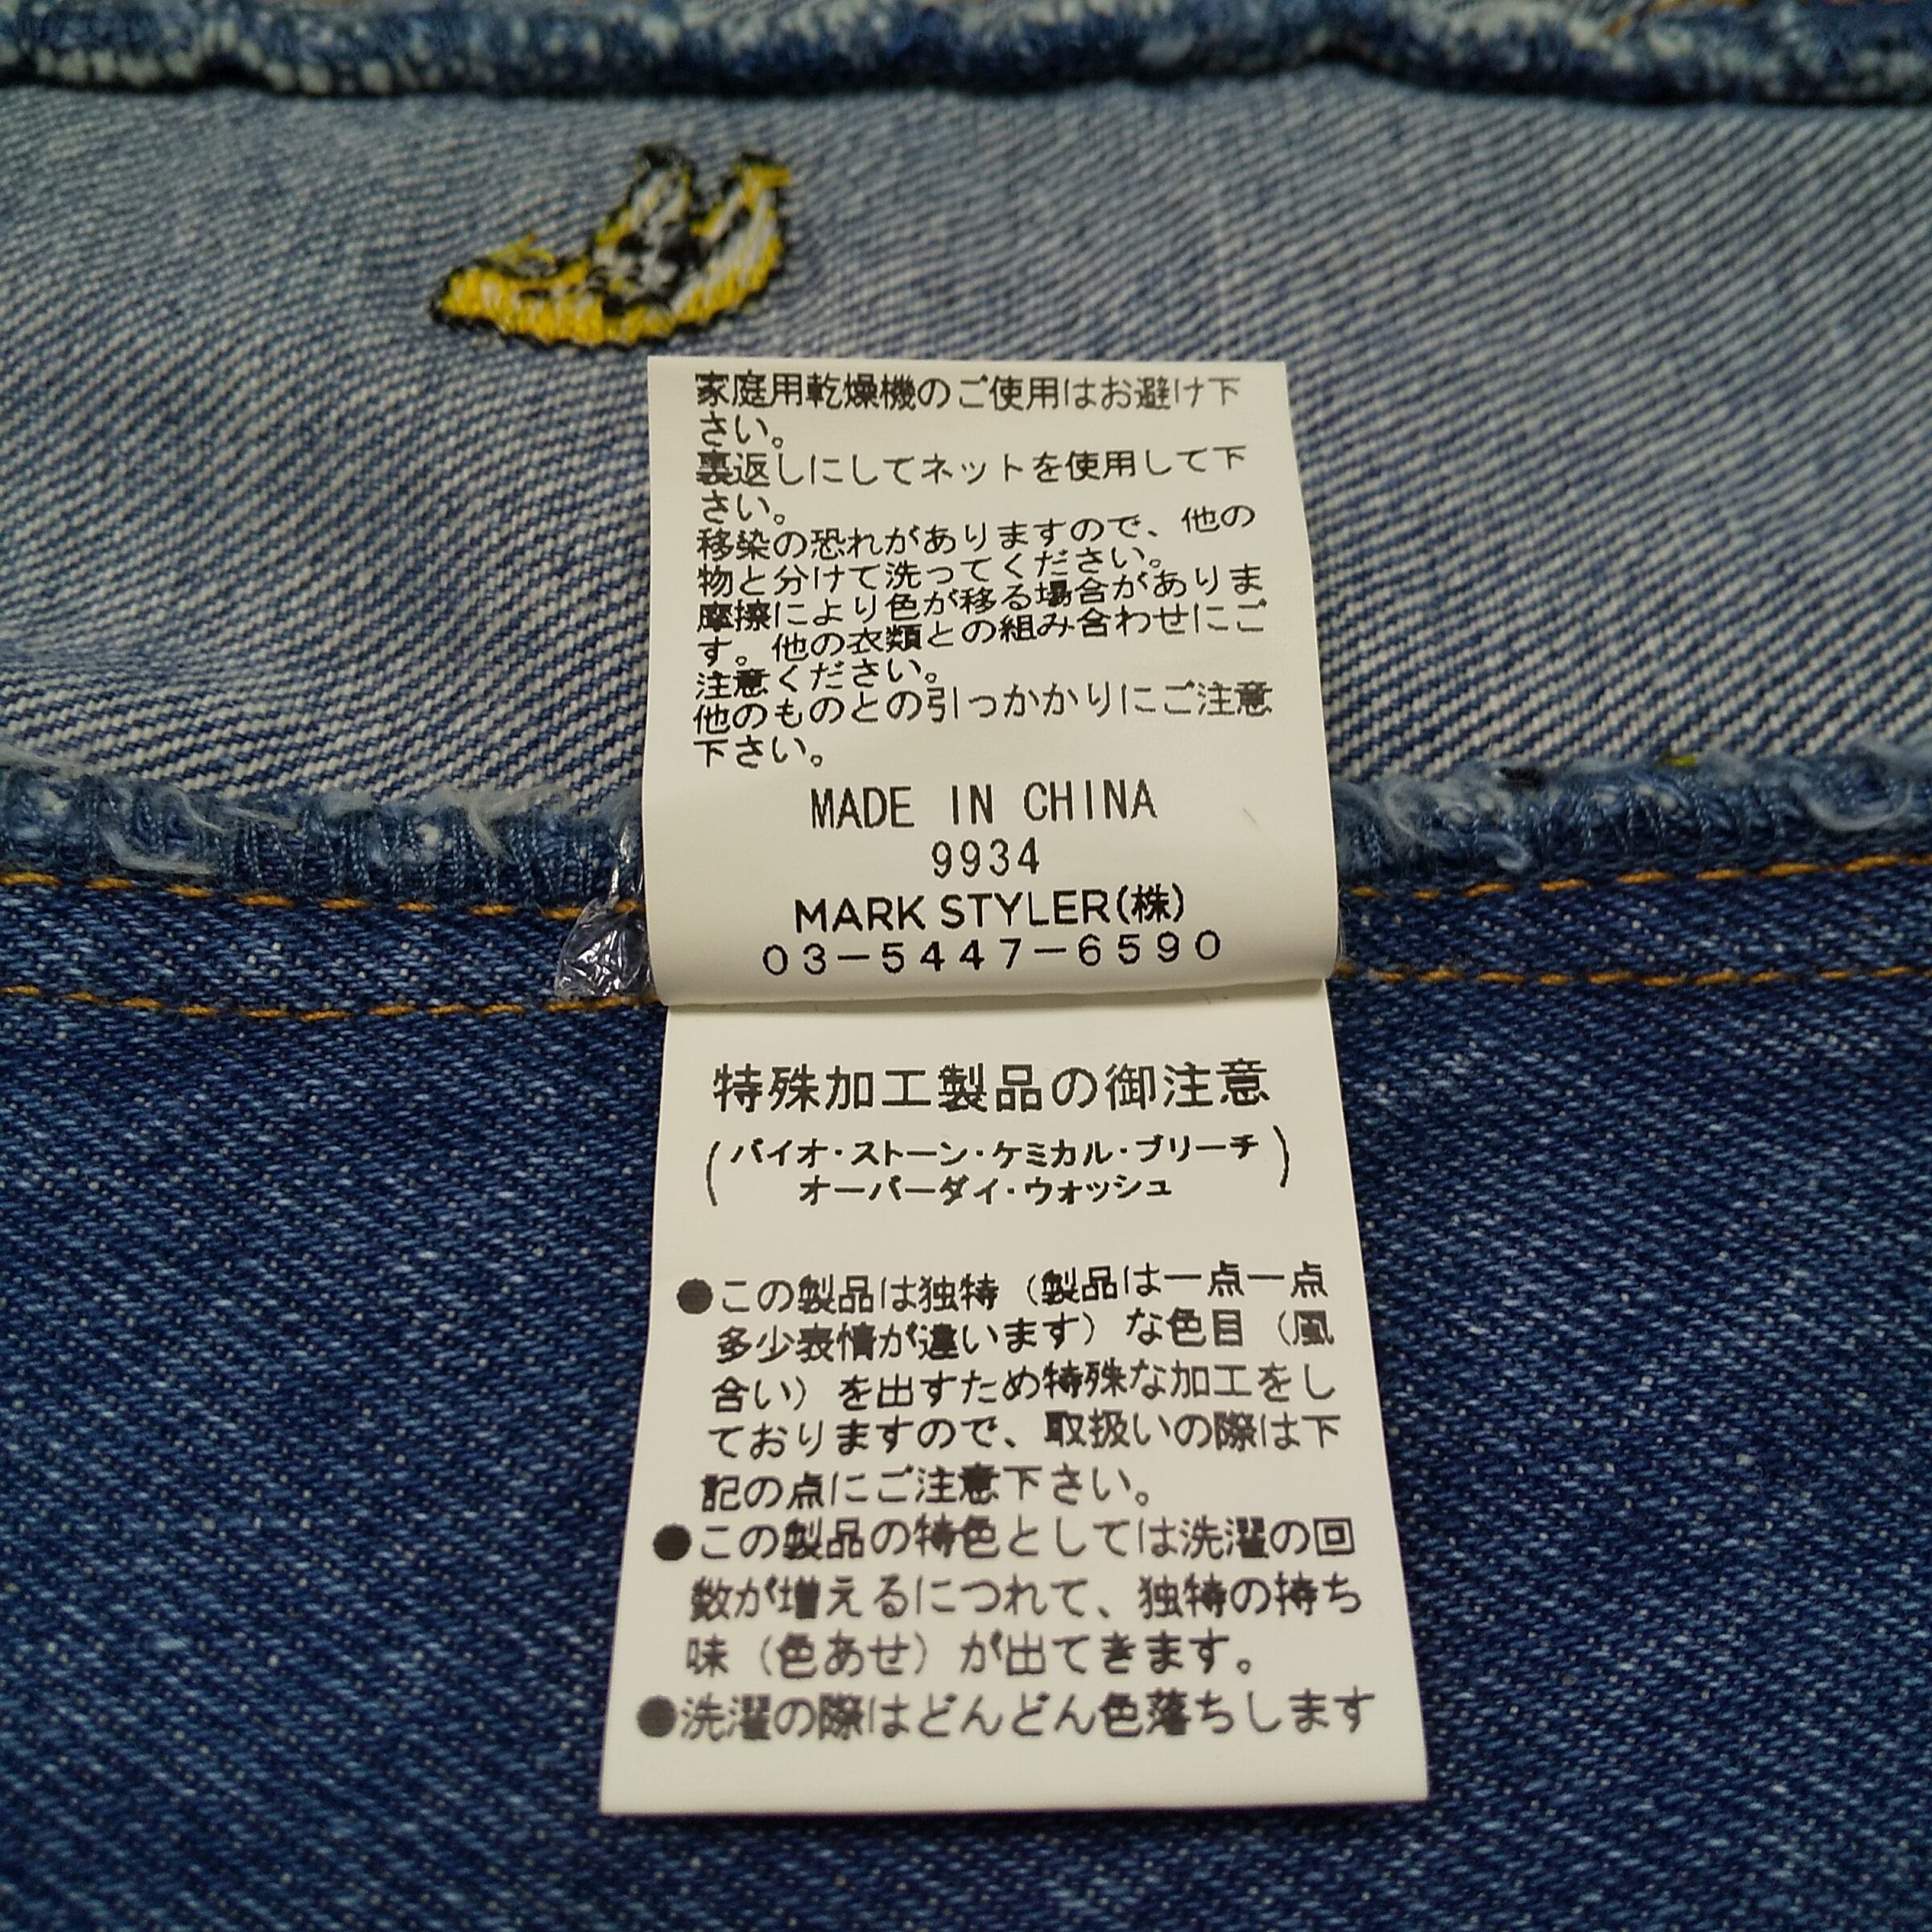 家庭用乾燥機のご使用はお避け下
さい。
裏返しにしてネットを使用して下
さい。
移染の恐れがありますので、他の
物と分けて洗ってください。
摩擦により色が移る場合がありま
す。他の衣類との組み合わせにご
注意ください。
他のものとの引っかかりにご注意
下さい。
MADE IN CHINA
9934
MARK STYLER(株)
03-5447-6590
特殊加工製品の御注意
(バイオ・ストーン・ケミカル・ブリーチ
オーバーダイ・ウォッシュ)
●この製品は独特（製品は一点一点
多少表情が違います）な色目（風
合い）を出すため特殊な加工をし
ておりますので、取扱いの際は下
記の点にご注意下さい。
●この製品の特色としては洗濯の回
数が増えるにつれて、独特の持ち
味（色あせ）が出てきます。
●洗濯の際はどんどん色落ちします